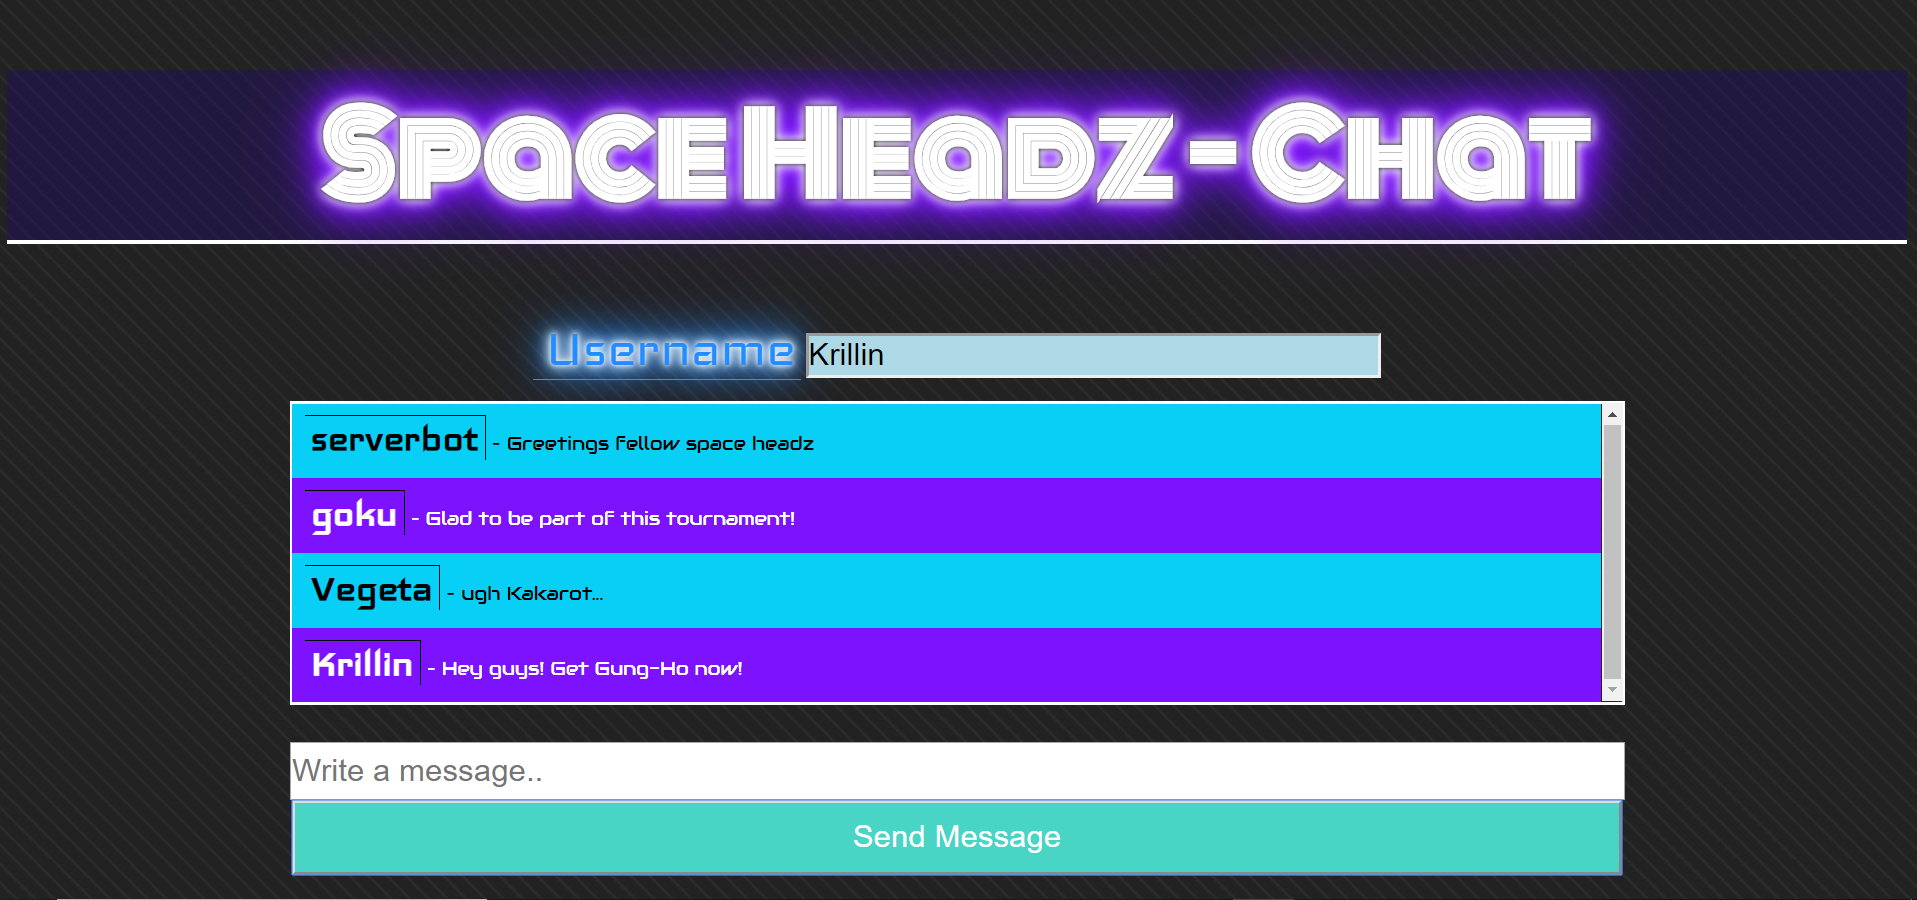 SpaceHeadz - Chat
Username Krillin
serverbot - Greetings fellow space headz
goku - Glad to be part of this tournament!
Vegeta - ugh Kakarot...
Krillin - Hey guys! Get Gung-Ho now!
Write a message..
Send Message